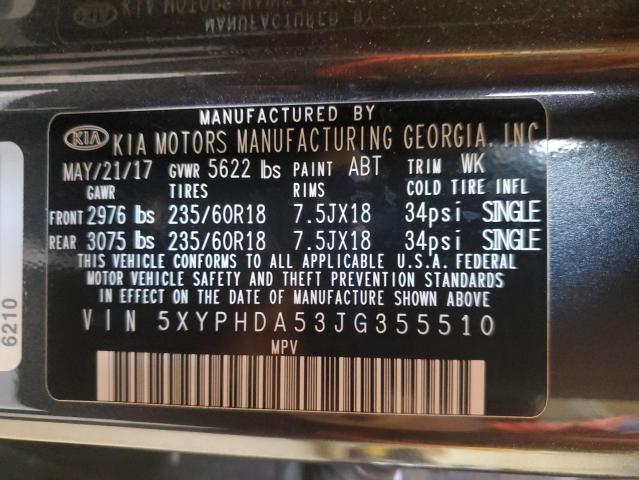 MANUFACTURED BY
KIA KIA MOTORS MANUFACTURING GEORGIA, INC
MAY/21/17 GVWR 5622 lbs PAINT ABT TRIM WK
GAWR TIRES RIMS COLD TIRE INFL
FRONT 2976 lbs 235/60R18 7.5JX18 34psi SINGLE
REAR 3075 lbs 235/60R18 7.5JX18 34psi SINGLE
THIS VEHICLE CONFORMS TO ALL APPLICABLE U.S.A. FEDERAL
MOTOR VEHICLE SAFETY AND THEFT PREVENTION STANDARDS
IN EFFECT ON THE DATE OF MANUFACTURE SHOWN ABOVE
VIN 5XYPHDA53JG355510
MPV
6210